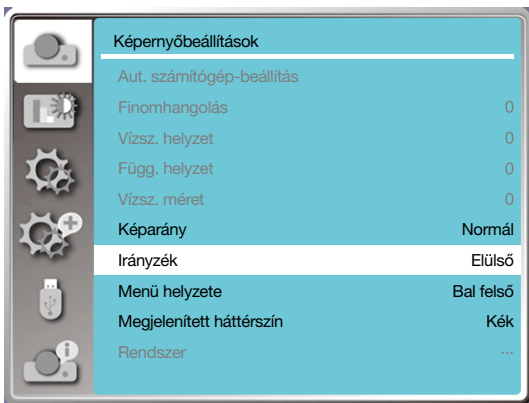 Képernyőbeállítások
Aut. számítógép-beállítás
Finomhangolás 0
Vízsz. helyzet 0
Függ. helyzet 0
Vízsz. méret 0
Képarány Normál
Irányzék Elülső
Menü helyzete Bal felső
Megjelenített háttérszín Kék
Rendszer ...